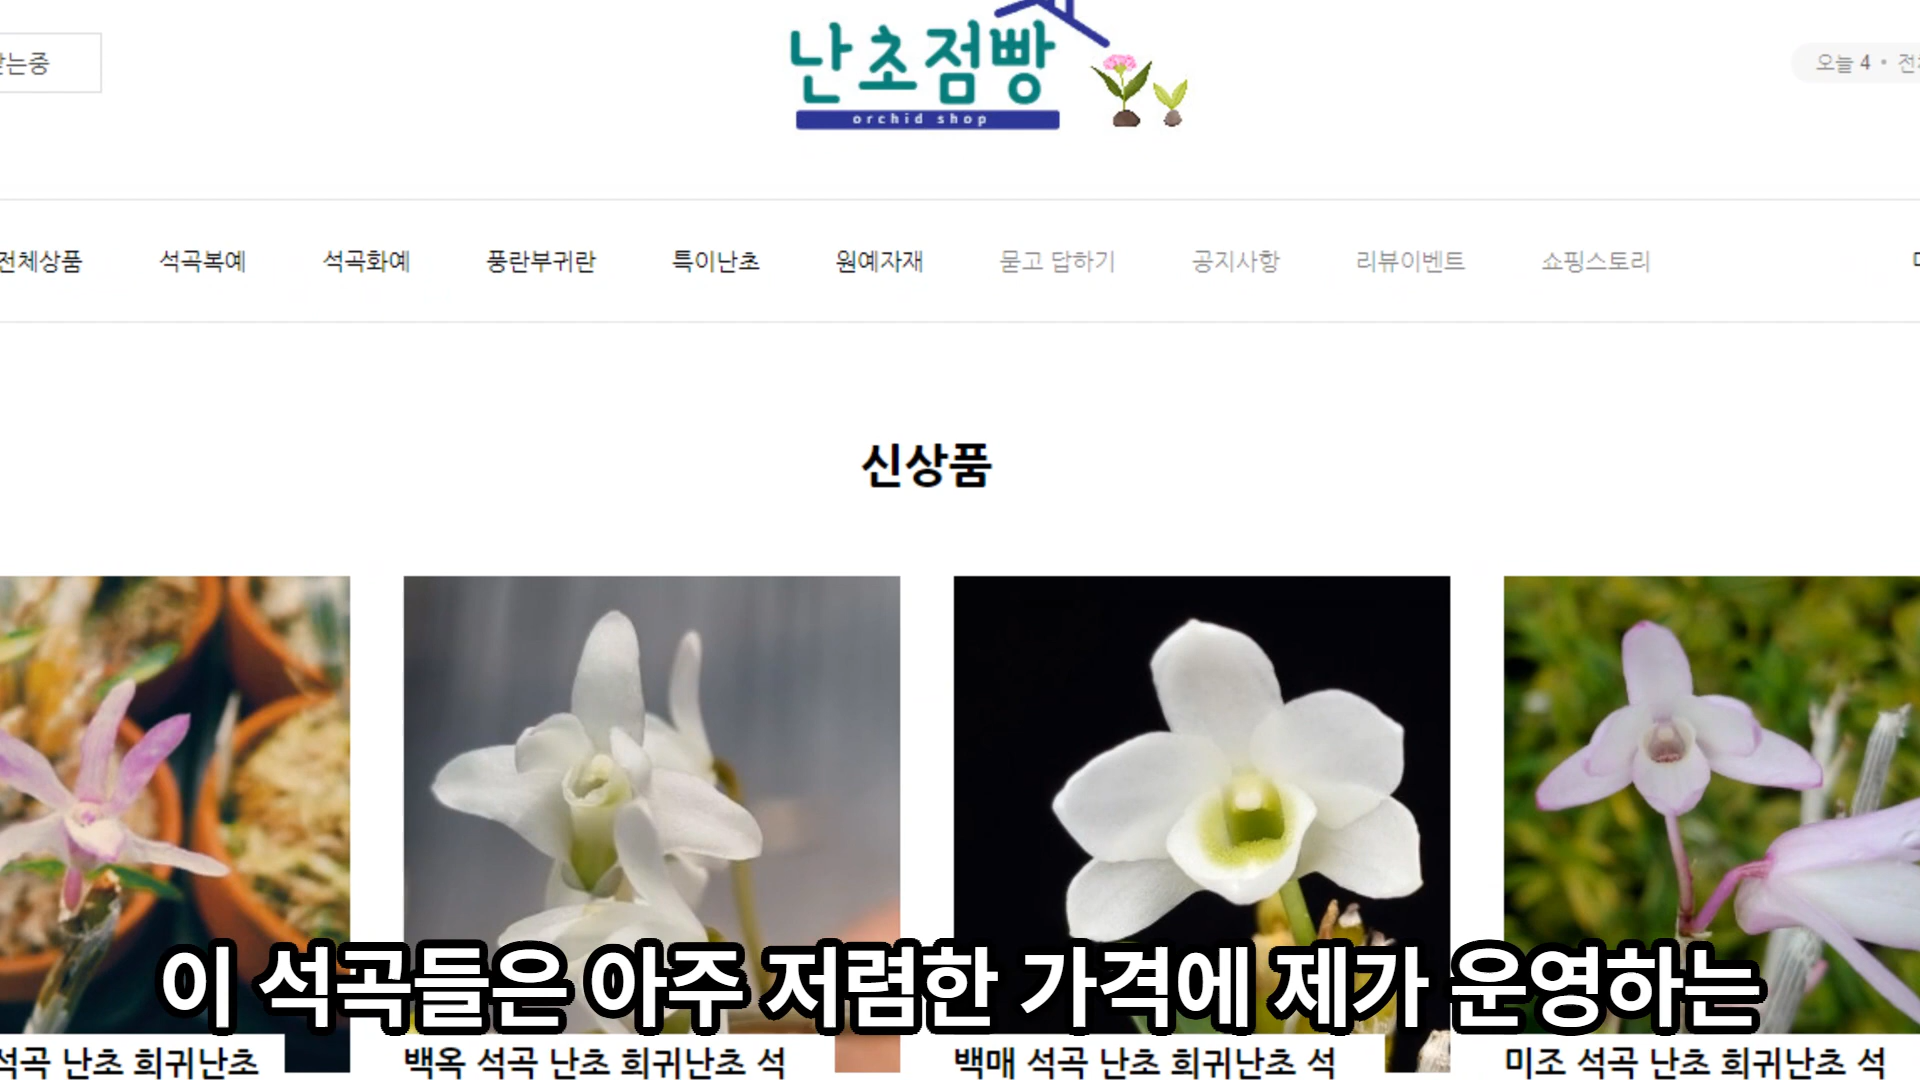 난초점빵
orchid shop
받는중
오늘 4 • 전체
전체상품 석곡복예 석곡화예 풍란부귀란 특이난초 원예자재 묻고 답하기 공지사항 리뷰이벤트 쇼핑스토리
신상품
이 석곡들은 아주 저렴한 가격에 제가 운영하는
석곡 난초 희귀난초 백옥 석곡 난초 희귀난초 석 백매 석곡 난초 희귀난초 석 미조 석곡 난초 희귀난초 석